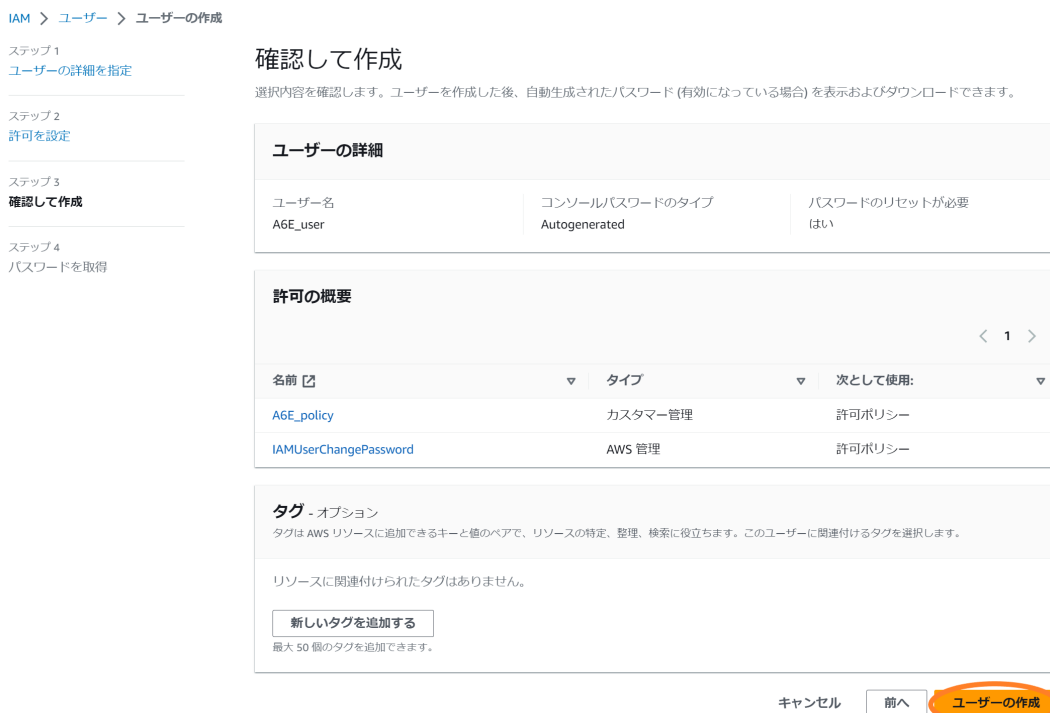 IAM > ユーザー > ユーザーの作成
ステップ 1
ユーザーの詳細を指定
ステップ 2
許可を設定
ステップ 3
確認して作成
ステップ 4
パスワードを取得
確認して作成
選択内容を確認します。ユーザーを作成した後、自動生成されたパスワード (有効になっている場合) を表示およびダウンロードできます。
ユーザーの詳細
ユーザー名
A6E_user
コンソールパスワードのタイプ
Autogenerated
パスワードのリセットが必要
はい
許可の概要
1
名前 タイプ 次として使用:
A6E_policy カスタマー管理 許可ポリシー
IAMUserChangePassword AWS 管理 許可ポリシー
タグ - オプション
タグは AWS リソースに追加できるキーと値のペアで、リソースの特定、整理、検索に役立ちます。このユーザーに関連付けるタグを選択します。
リソースに関連付けられたタグはありません。
新しいタグを追加する
最大 50 個のタグを追加できます。
キャンセル 前へ ユーザーの作成